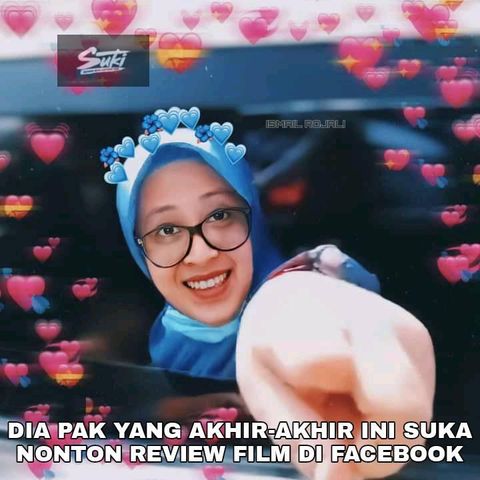 Suki
ISMAIL ROJALI
DIA PAK YANG AKHIR-AKHIR INI SUKA
NONTON REVIEW FILM DI FACEBOOK